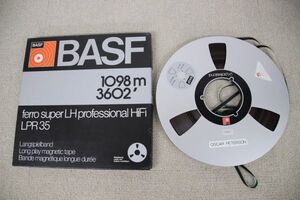 BASF
BASF
1098 m
3602'
ferro super LH professional HiFi
LPR 35
Langspielband
Long play magnetic tape
Bande magnétique longue durée
OSCAR PETERSON